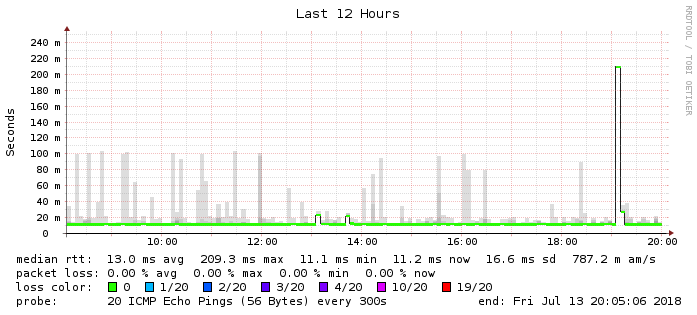 Last 12 Hours
RRDTOOL / TOBI OETIKER
Seconds
240 m
220 m
200 m
180 m
160 m
140 m
120 m
100 m
80 m
60 m
40 m
20 m
0
10:00 12:00 14:00 16:00 18:00 20:00
median rtt: 13.0 ms avg 209.3 ms max 11.1 ms min 11.2 ms now 16.6 ms sd 787.2 m am/s
packet loss: 0.00 % avg 0.00 % max 0.00 % min 0.00 % now
loss color: 0 1/20 2/20 3/20 4/20 10/20 19/20
probe: 20 ICMP Echo Pings (56 Bytes) every 300s end: Fri Jul 13 20:05:06 2018